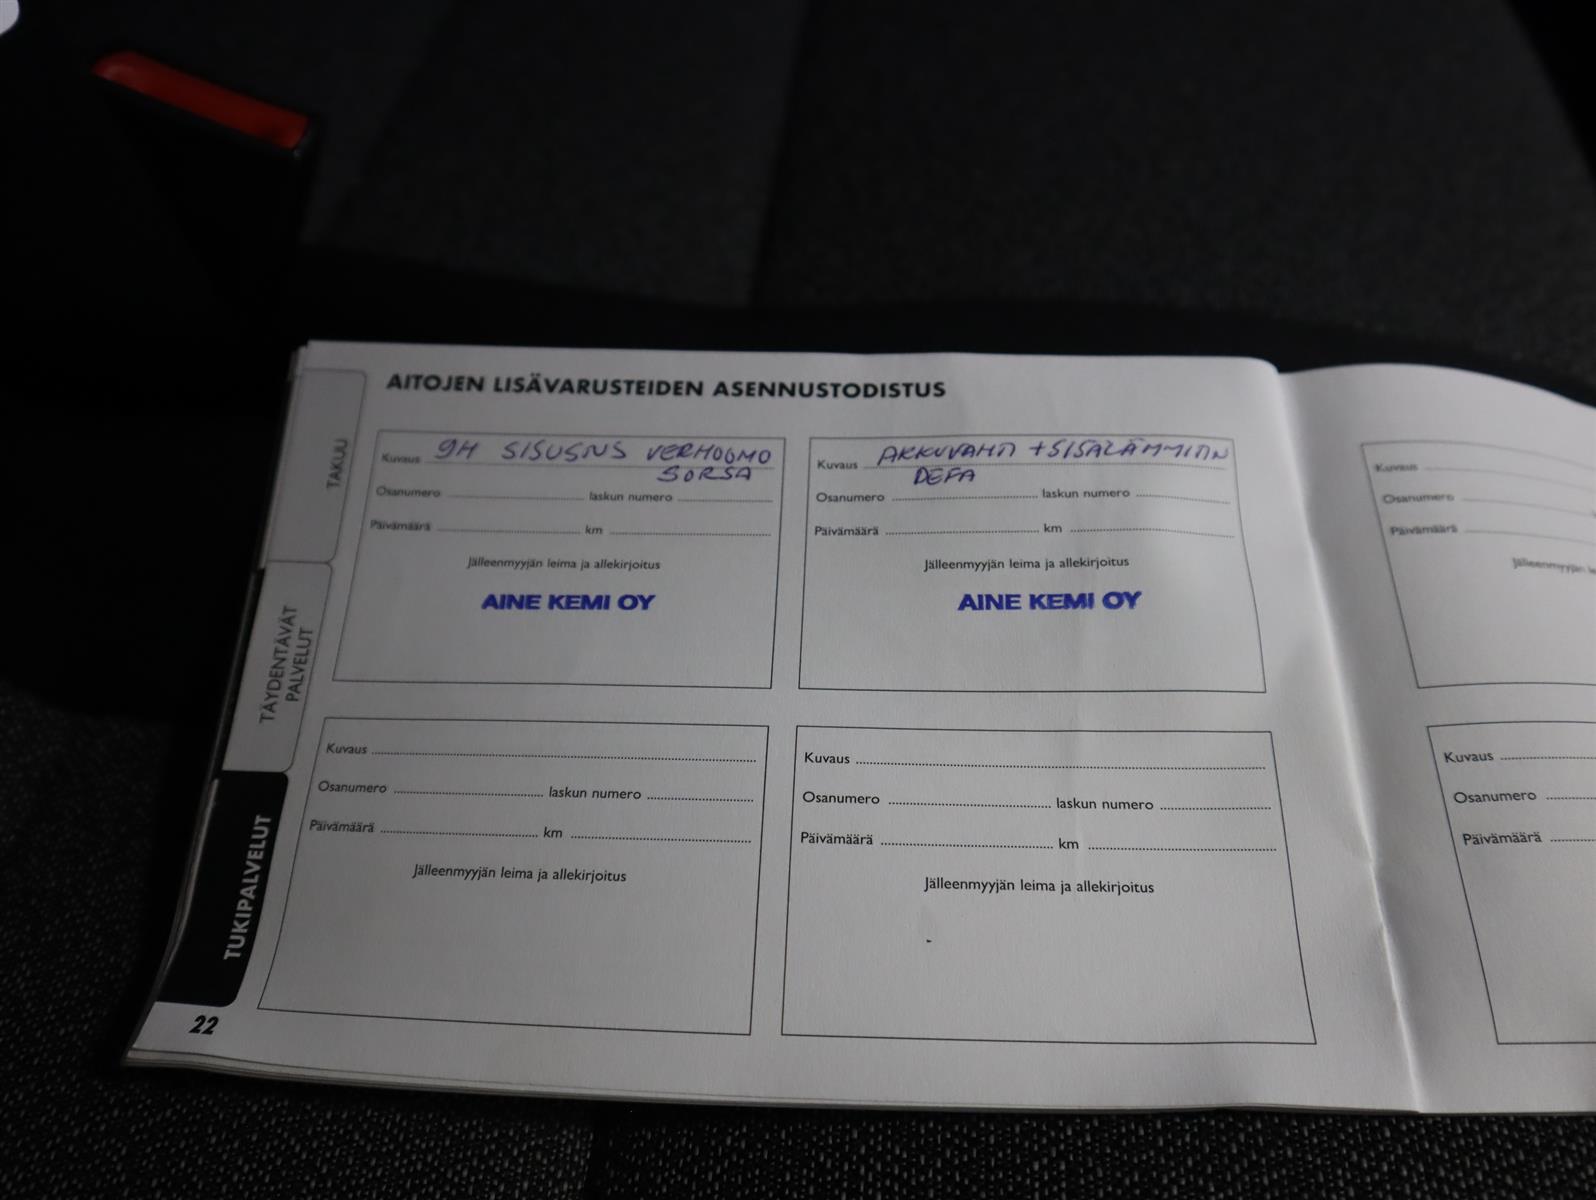 AITOJEN LISÄVARUSTEIDEN ASENNUSTODISTUS
Kuvaus 9H SISUSTUS VERHOOMO
SORSA
Osanumero laskun numero
Päivämäärä km
Jälleenmyyjän leima ja allekirjoitus
AINE KEMI OY
Kuvaus AKKUVAHTI + SISÄLÄMMITIN
DEFA
Osanumero laskun numero
Päivämäärä km
Jälleenmyyjän leima ja allekirjoitus
AINE KEMI OY
Kuvaus
Osanumero laskun numero
Päivämäärä km
Jälleenmyyjän leima ja allekirjoitus
Kuvaus
Osanumero laskun numero
Päivämäärä km
Jälleenmyyjän leima ja allekirjoitus
TAKUU
TÄYDENTÄVÄT
PALVELUT
TUKIPALVELUT
22
Kuvaus
Osanumero
Päivämäärä
Jälleenmyyjän
Kuvaus
Osanumero
Päivämäärä